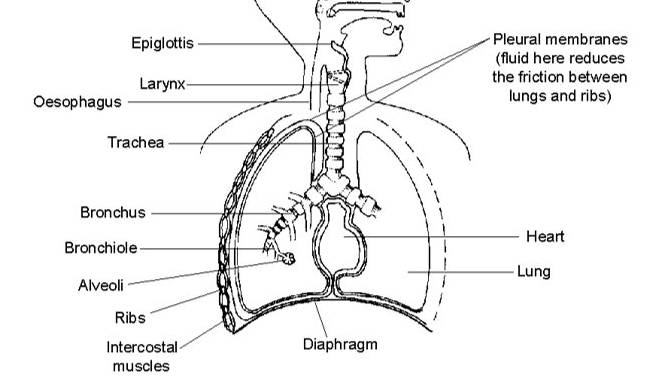 Epiglottis
Larynx
Oesophagus
Trachea
Bronchus
Bronchiole
Alveoli
Ribs
Intercostal
muscles
Diaphragm
Pleural membranes
(fluid here reduces
the friction between
lungs and ribs)
Heart
Lung